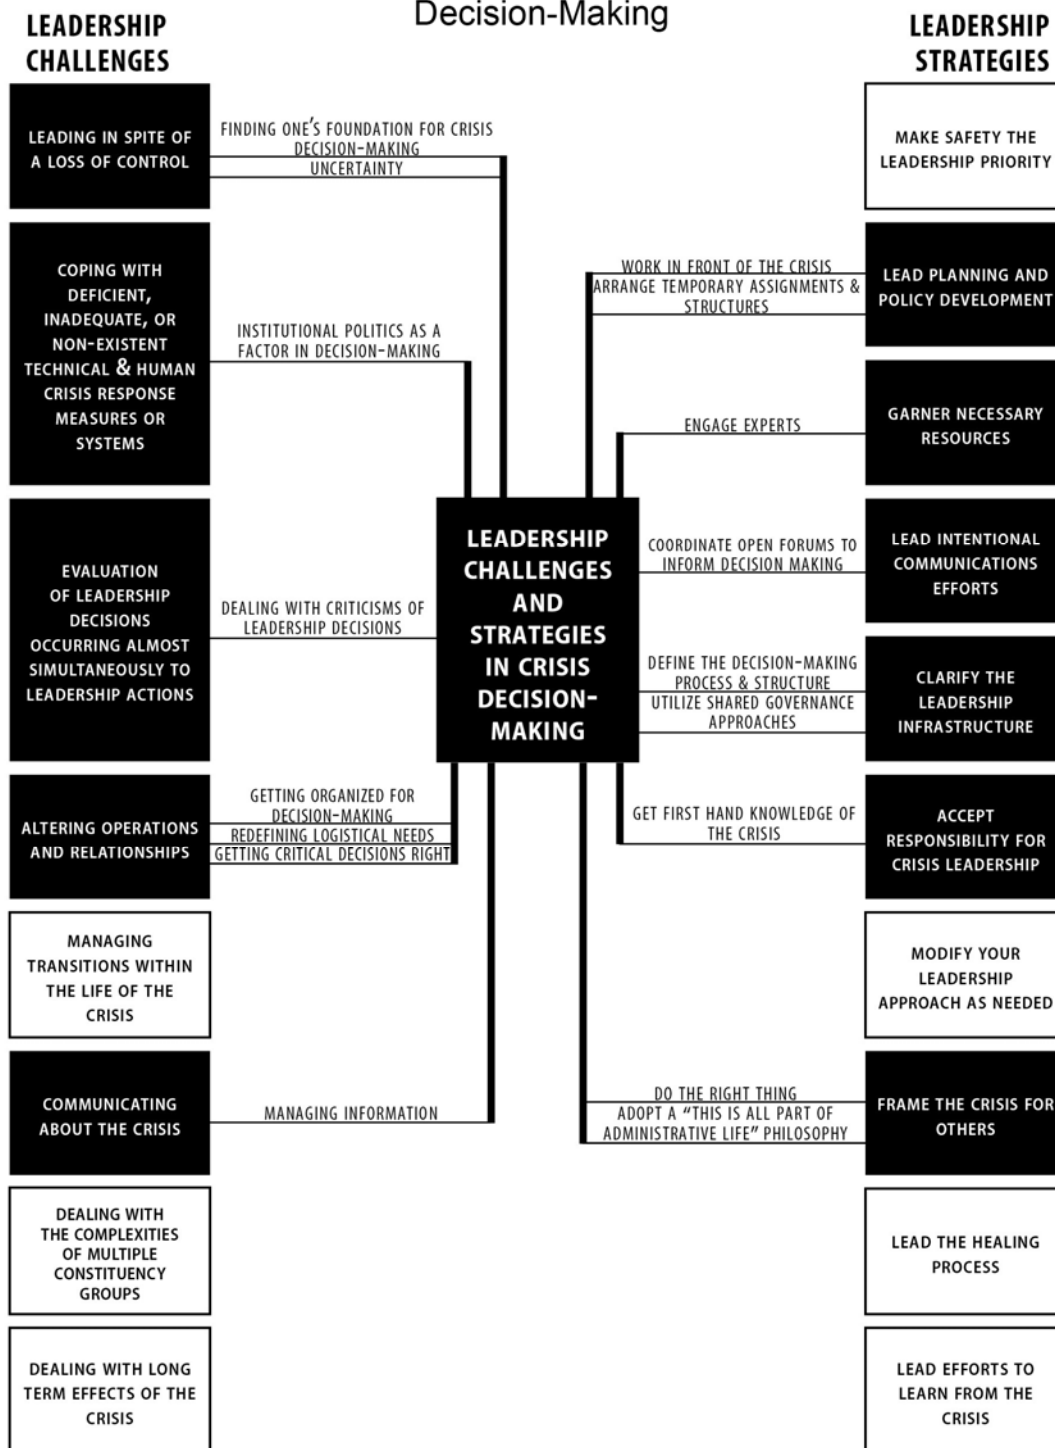 Decision-Making
LEADERSHIP
CHALLENGES
LEADING IN SPITE OF
A LOSS OF CONTROL
FINDING ONE'S FOUNDATION FOR CRISIS
DECISION-MAKING
UNCERTAINTY
COPING WITH
DEFICIENT,
INADEQUATE, OR
NON-EXISTENT
TECHNICAL & HUMAN
CRISIS RESPONSE
MEASURES OR
SYSTEMS
INSTITUTIONAL POLITICS AS A
FACTOR IN DECISION-MAKING
EVALUATION
OF LEADERSHIP
DECISIONS
OCCURRING ALMOST
SIMULTANEOUSLY TO
LEADERSHIP ACTIONS
DEALING WITH CRITICISMS OF
LEADERSHIP DECISIONS
ALTERING OPERATIONS
AND RELATIONSHIPS
GETTING ORGANIZED FOR
DECISION-MAKING
REDEFINING LOGISTICAL NEEDS
GETTING CRITICAL DECISIONS RIGHT
MANAGING
TRANSITIONS WITHIN
THE LIFE OF THE
CRISIS
COMMUNICATING
ABOUT THE CRISIS
MANAGING INFORMATION
DEALING WITH
THE COMPLEXITIES
OF MULTIPLE
CONSTITUENCY
GROUPS
DEALING WITH LONG
TERM EFFECTS OF THE
CRISIS
LEADERSHIP
CHALLENGES
AND
STRATEGIES
IN CRISIS
DECISION-
MAKING
LEADERSHIP
STRATEGIES
MAKE SAFETY THE
LEADERSHIP PRIORITY
WORK IN FRONT OF THE CRISIS
ARRANGE TEMPORARY ASSIGNMENTS &
STRUCTURES
LEAD PLANNING AND
POLICY DEVELOPMENT
ENGAGE EXPERTS
GARNER NECESSARY
RESOURCES
COORDINATE OPEN FORUMS TO
INFORM DECISION MAKING
LEAD INTENTIONAL
COMMUNICATIONS
EFFORTS
DEFINE THE DECISION-MAKING
PROCESS & STRUCTURE
UTILIZE SHARED GOVERNANCE
APPROACHES
CLARIFY THE
LEADERSHIP
INFRASTRUCTURE
GET FIRST HAND KNOWLEDGE OF
THE CRISIS
ACCEPT
RESPONSIBILITY FOR
CRISIS LEADERSHIP
MODIFY YOUR
LEADERSHIP
APPROACH AS NEEDED
DO THE RIGHT THING
ADOPT A "THIS IS ALL PART OF
ADMINISTRATIVE LIFE" PHILOSOPHY
FRAME THE CRISIS FOR
OTHERS
LEAD THE HEALING
PROCESS
LEAD EFFORTS TO
LEARN FROM THE
CRISIS